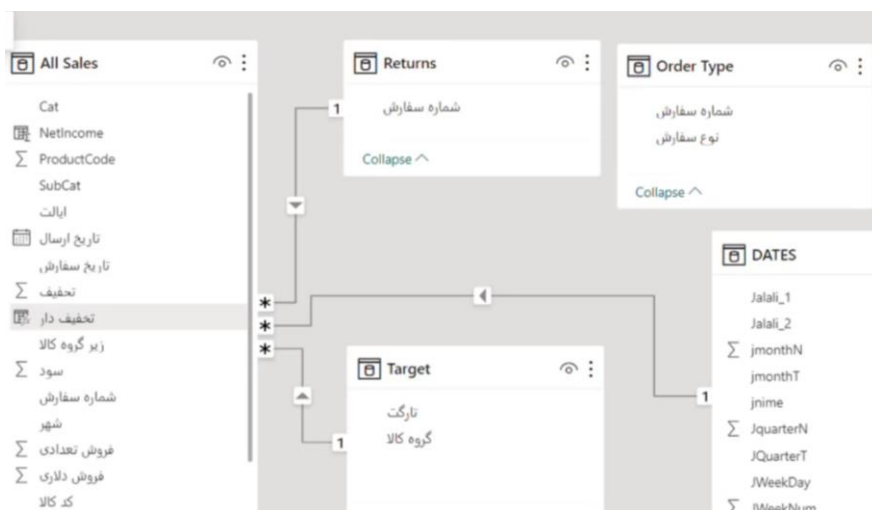 All Sales
Cat
NetIncome
ProductCode
SubCat
ایالت
تاریخ ارسال
تاریخ سفارش
تخفیف
تخفیف دار
زیر گروه کالا
سود
شماره سفارش
شهر
فروش تعدادی
فروش دلاری
کد کالا
Returns
شماره سفارش
Collapse
Order Type
شماره سفارش
نوع سفارش
Collapse
1
*
*
*
Target
تارگت
گروه کالا
1
DATES
Jalali_1
Jalali_2
jmonthN
jmonthT
jnime
1
JquarterN
JQuarterT
JWeekDay
JWeekNum